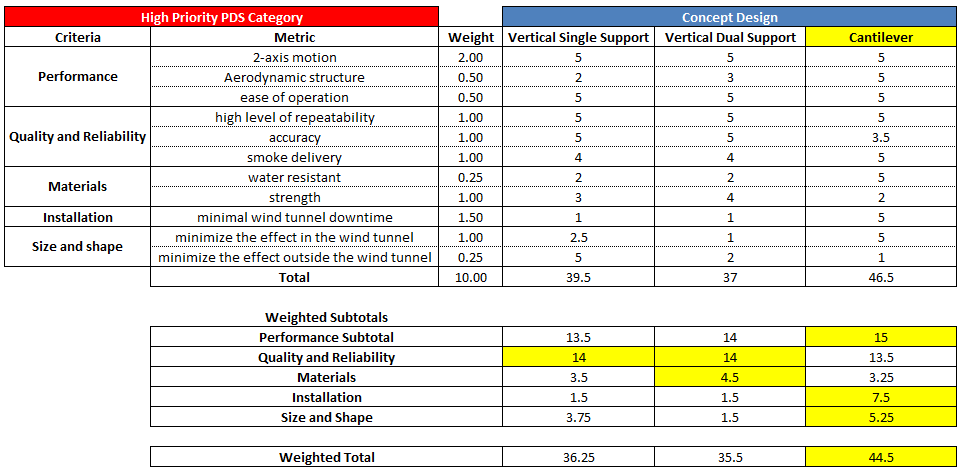 High Priority PDS Category Concept Design
Criteria Metric Weight Vertical Single Support Vertical Dual Support Cantilever
Performance 2-axis motion 2.00 5 5 5
Aerodynamic structure 0.50 2 3 5
ease of operation 0.50 5 5 5
Quality and Reliability high level of repeatability 1.00 5 5 5
accuracy 1.00 5 5 3.5
smoke delivery 1.00 4 4 5
Materials water resistant 0.25 2 2 5
strength 1.00 3 4 2
Installation minimal wind tunnel downtime 1.50 1 1 5
Size and shape minimize the effect in the wind tunnel 1.00 2.5 1 5
minimize the effect outside the wind tunnel 0.25 5 2 1
Total 10.00 39.5 37 46.5
Weighted Subtotals
Performance Subtotal 13.5 14 15
Quality and Reliability 14 14 13.5
Materials 3.5 4.5 3.25
Installation 1.5 1.5 7.5
Size and Shape 3.75 1.5 5.25
Weighted Total 36.25 35.5 44.5